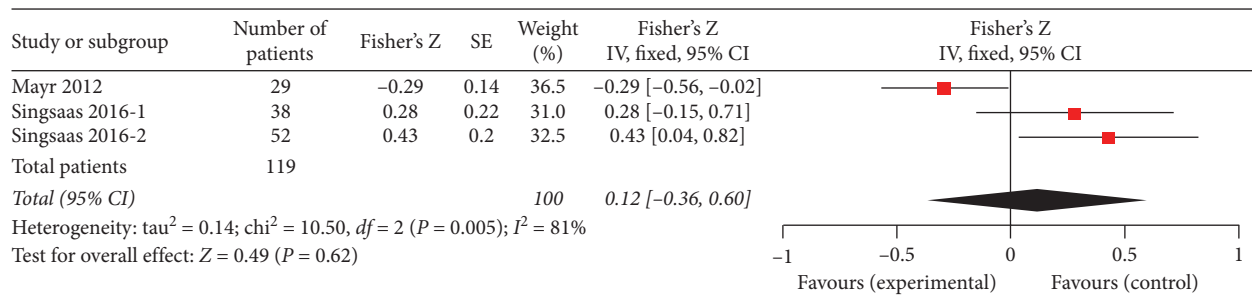 Study or subgroup Number of patients Fisher's Z SE Weight (%) Fisher's Z IV, fixed, 95% CI Fisher's Z IV, fixed, 95% CI
Mayr 2012 29 –0.29 0.14 36.5 –0.29 [–0.56, –0.02]
Singsaas 2016-1 38 0.28 0.22 31.0 0.28 [–0.15, 0.71]
Singsaas 2016-2 52 0.43 0.2 32.5 0.43 [0.04, 0.82]
Total patients 119
Total (95% CI) 100 0.12 [–0.36, 0.60]
Heterogeneity: tau² = 0.14; chi² = 10.50, df = 2 (P = 0.005); I² = 81%
Test for overall effect: Z = 0.49 (P = 0.62)
–1 –0.5 0 0.5 1
Favours (experimental) Favours (control)